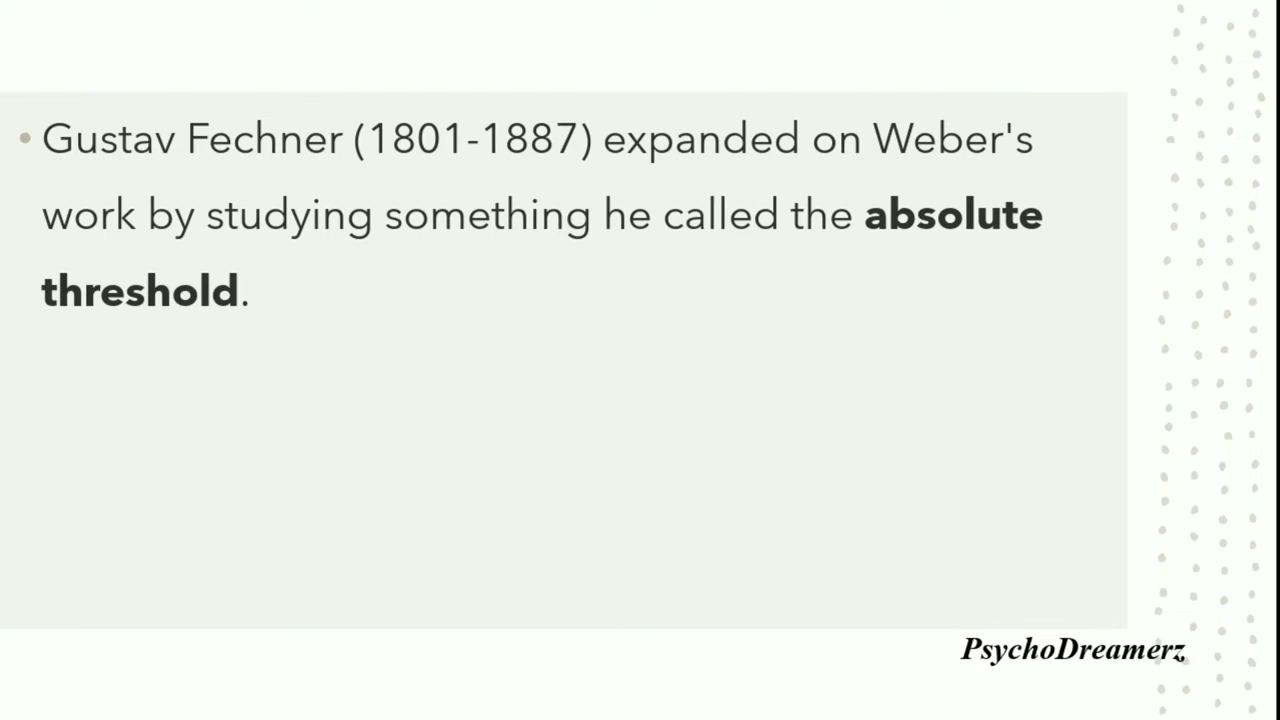 • Gustav Fechner (1801-1887) expanded on Weber's
work by studying something he called the absolute
threshold.
PsychoDreamerz